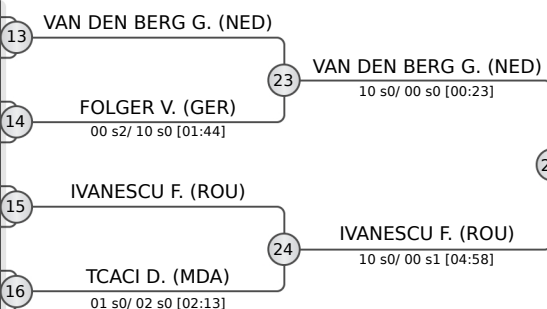 VAN DEN BERG G. (NED)
13
23
VAN DEN BERG G. (NED)
10 s0/ 00 s0 [00:23]
FOLGER V. (GER)
14
00 s2/ 10 s0 [01:44]
IVANESCU F. (ROU)
15
24
IVANESCU F. (ROU)
10 s0/ 00 s1 [04:58]
TCACI D. (MDA)
16
01 s0/ 02 s0 [02:13]